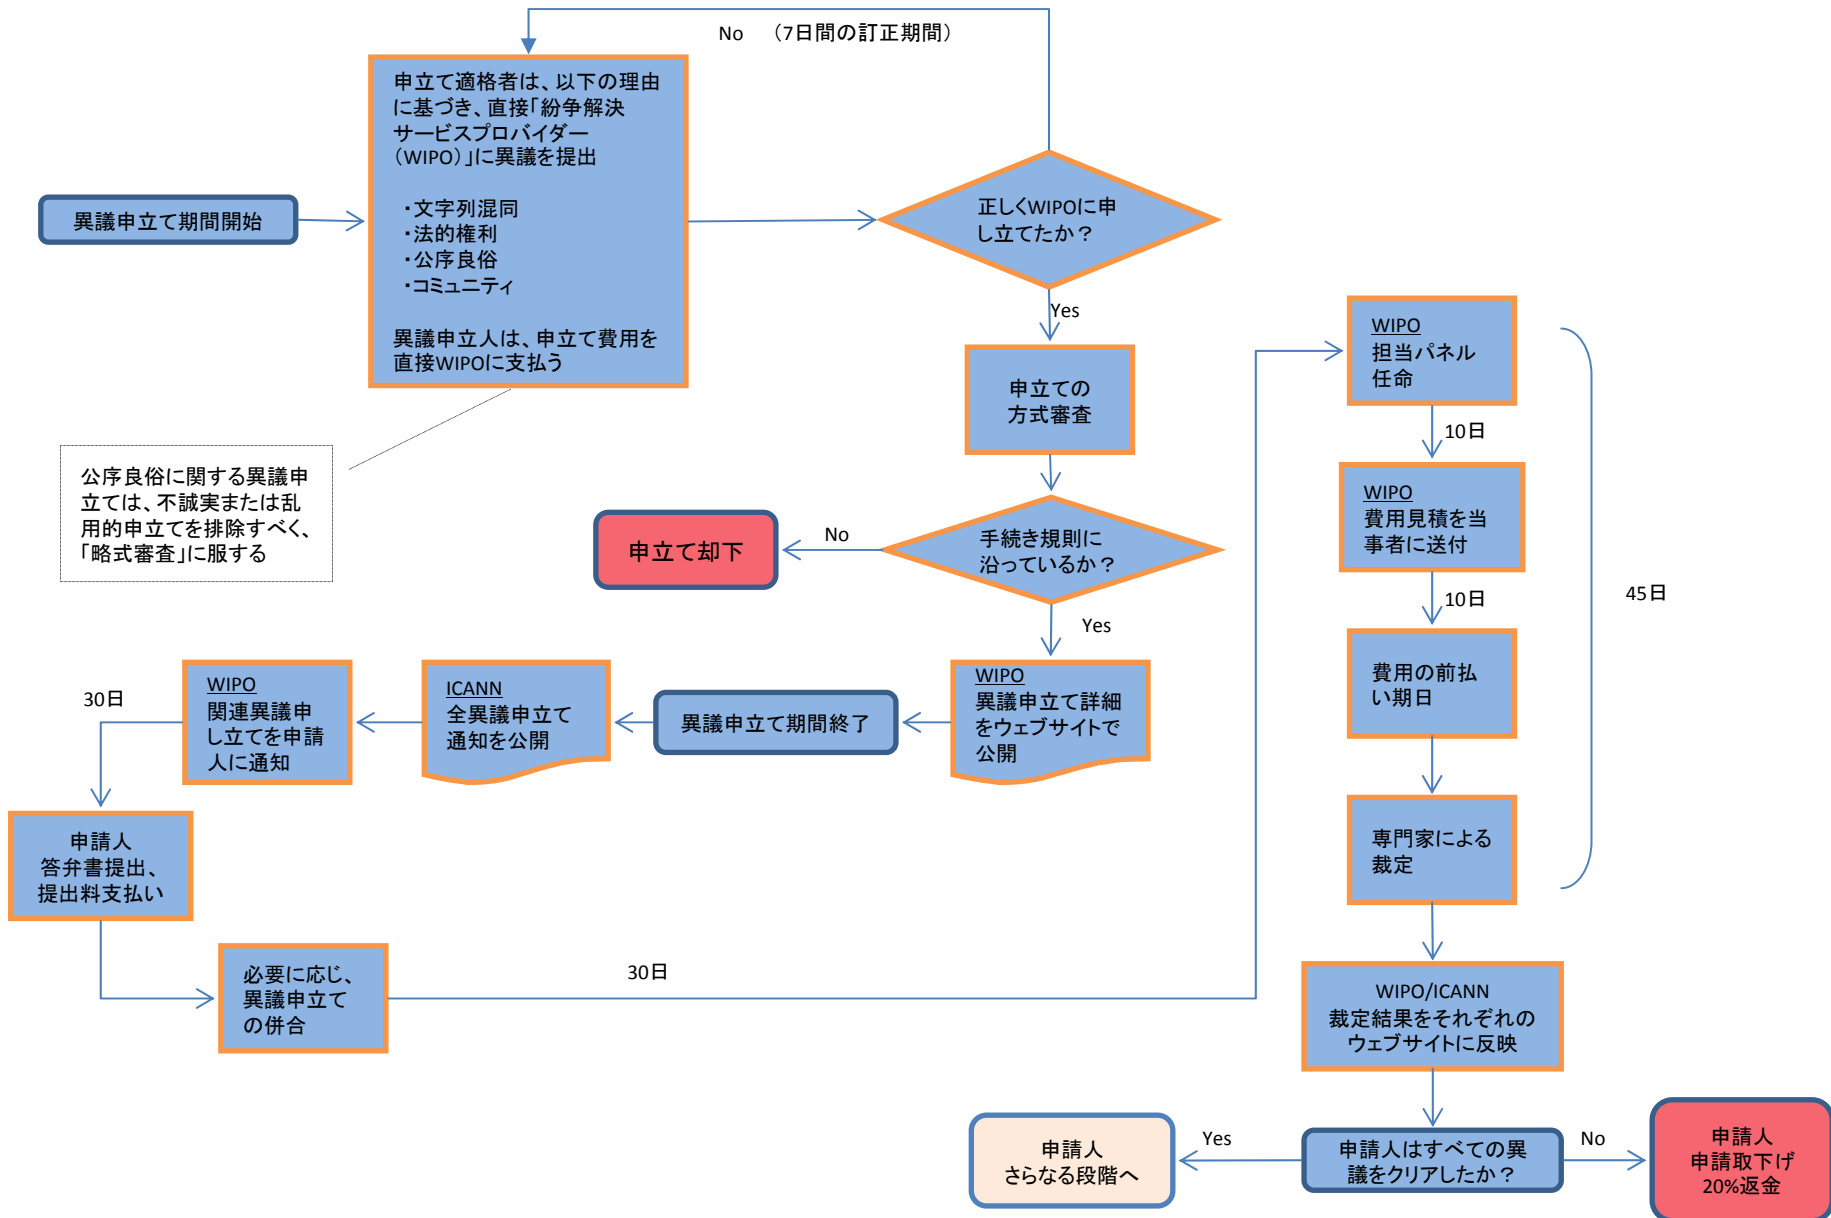 No （7日間の訂正期間）
申立て適格者は、以下の理由
に基づき、直接「紛争解決
サービスプロバイダー
（WIPO）」に異議を提出
・文字列混同
・法的権利
・公序良俗
・コミュニティ
異議申立人は、申立て費用を
直接WIPOに支払う
異議申立て期間開始
正しくWIPOに申
し立てたか？
Yes
申立ての
方式審査
公序良俗に関する異議申
立ては、不誠実または乱
用的申立てを排除すべく、
「略式審査」に服する
手続き規則に
沿っているか？
No
申立て却下
Yes
WIPO
異議申立て詳細
をウェブサイトで
公開
異議申立て期間終了
ICANN
全異議申立て
通知を公開
WIPO
関連異議申
し立てを申請
人に通知
30日
申請人
答弁書提出、
提出料支払い
必要に応じ、
異議申立て
の併合
30日
WIPO
担当パネル
任命
10日
WIPO
費用見積を当
事者に送付
10日
費用の前払
い期日
専門家による
裁定
45日
WIPO/ICANN
裁定結果をそれぞれの
ウェブサイトに反映
申請人はすべての異
議をクリアしたか？
Yes
申請人
さらなる段階へ
No
申請人
申請取下げ
20%返金